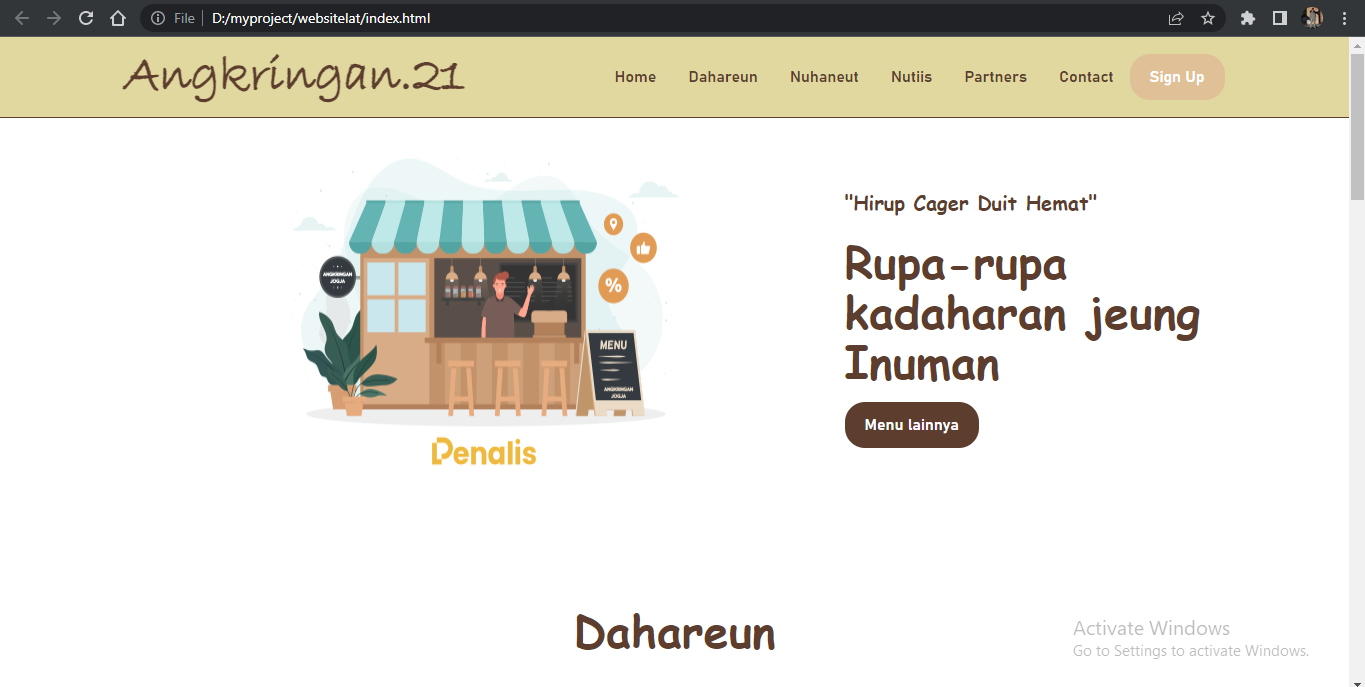 File
D:/myproject/websitelat/index.html
Angkringan.21
Home Dahareun Nuhaneut Nutiis Partners Contact Sign Up
"Hirup Cager Duit Hemat"
Rupa-rupa
kadaharan jeung
Inuman
Menu lainnya
ANGKRINGAN
JOGJA
%
MENU
ANGKRINGAN
JOGJA
Denalis
Dahareun
Activate Windows
Go to Settings to activate Windows.